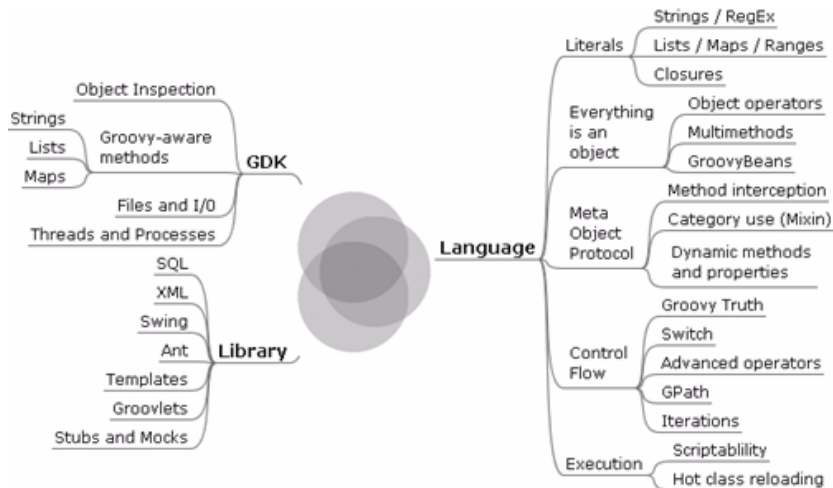 Object Inspection
Strings
Lists
Maps
Groovy-aware
methods
GDK
Files and I/0
Threads and Processes
SQL
XML
Swing
Ant
Templates
Groovlets
Stubs and Mocks
Library
Language
Literals
Strings / RegEx
Lists / Maps / Ranges
Closures
Everything
is an
object
Object operators
Multimethods
GroovyBeans
Meta
Object
Protocol
Method interception
Category use (Mixin)
Dynamic methods
and properties
Control
Flow
Groovy Truth
Switch
Advanced operators
GPath
Iterations
Execution
Scriptablility
Hot class reloading